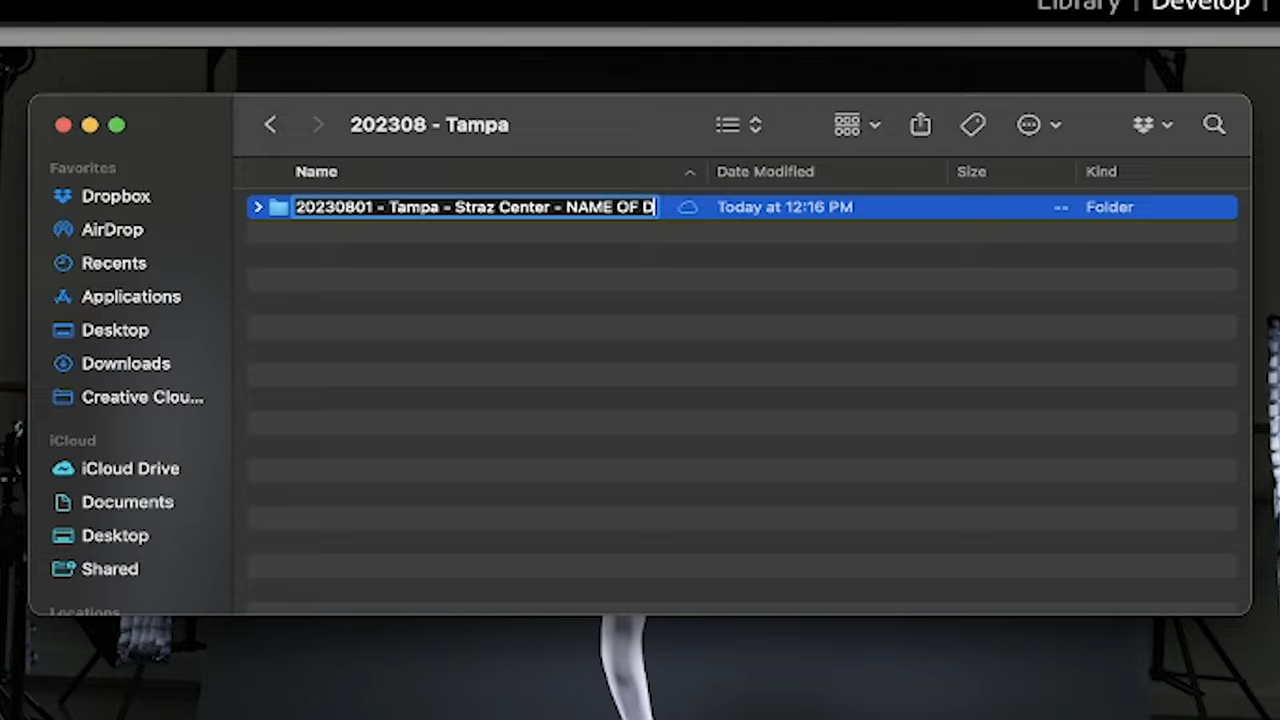 Library | Develop |
202308 - Tampa
Name Date Modified Size Kind
20230801 - Tampa - Straz Center - NAME OF D Today at 12:16 PM -- Folder
Favorites
Dropbox
AirDrop
Recents
Applications
Desktop
Downloads
Creative Clou...
iCloud
iCloud Drive
Documents
Desktop
Shared
Locations